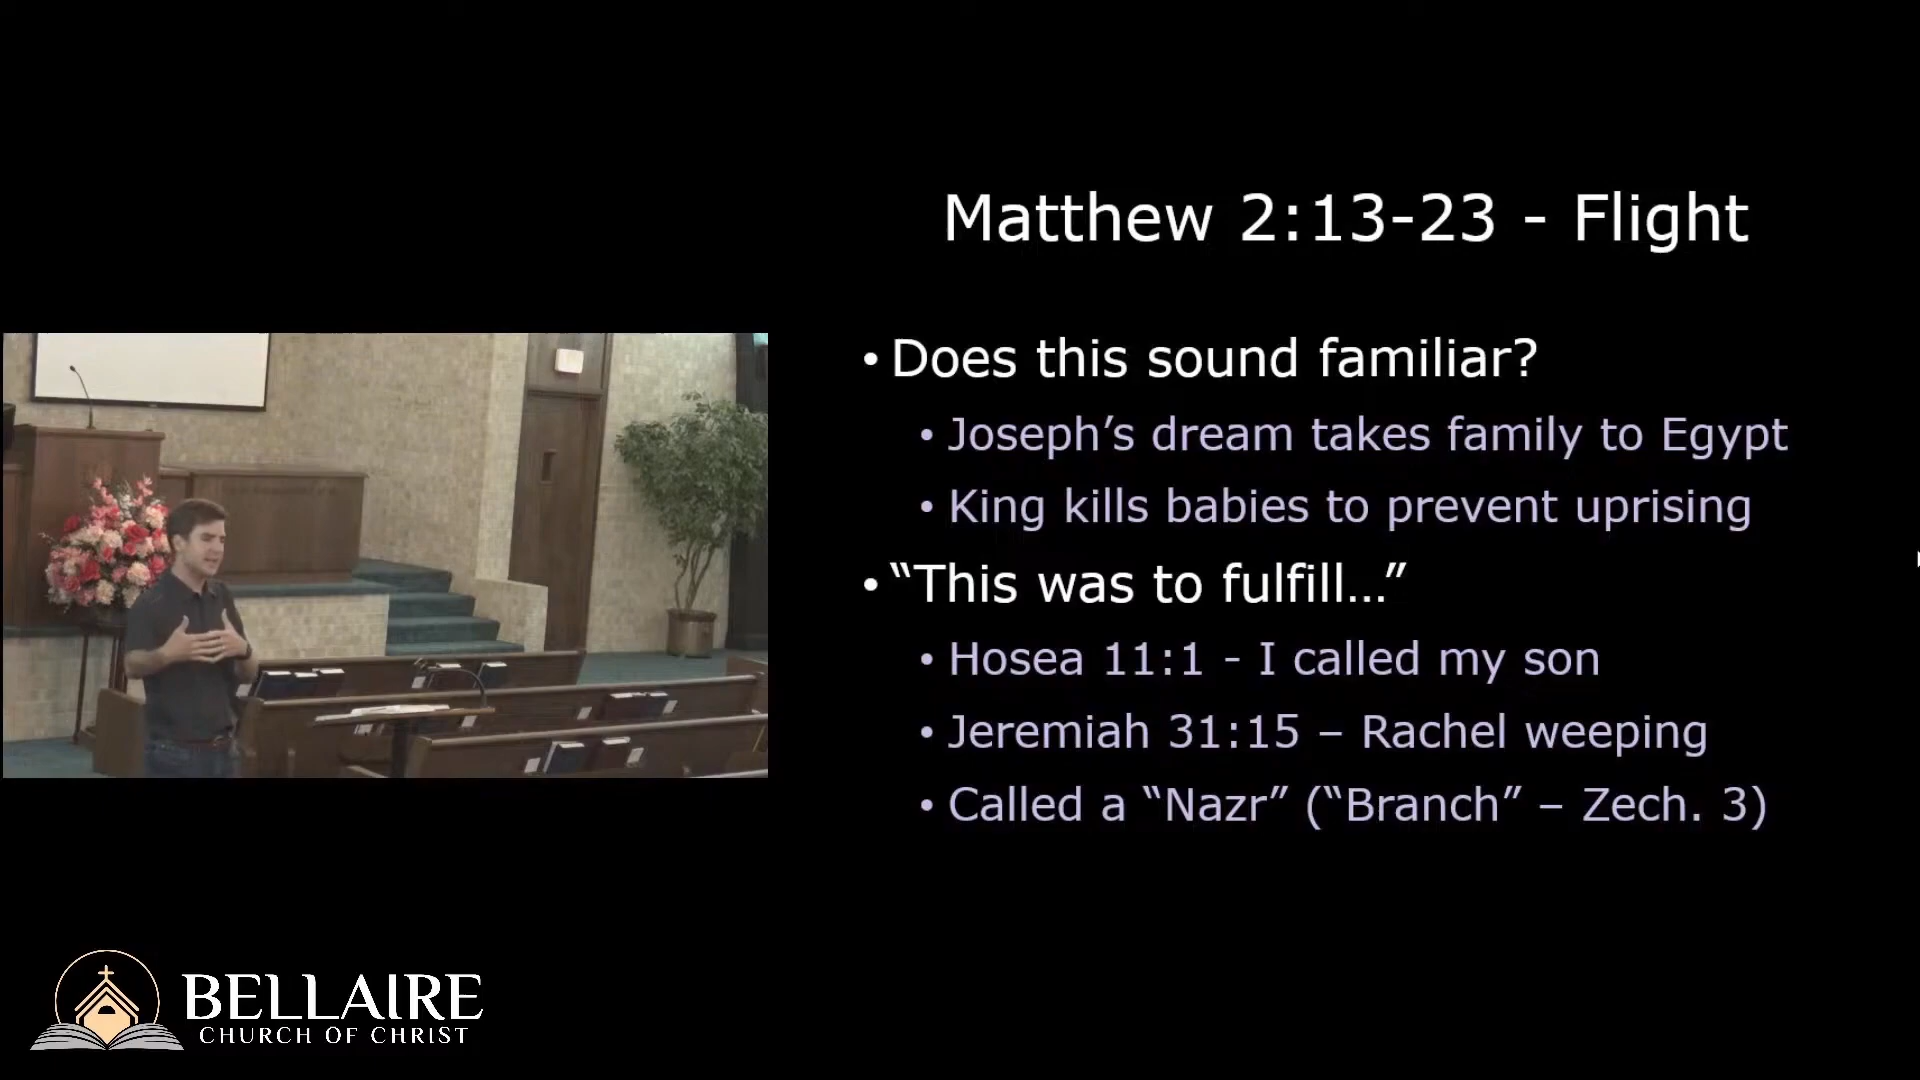 Matthew 2:13-23 - Flight
• Does this sound familiar?
• Joseph’s dream takes family to Egypt
• King kills babies to prevent uprising
• “This was to fulfill…”
• Hosea 11:1 - I called my son
• Jeremiah 31:15 – Rachel weeping
• Called a “Nazr” (“Branch” – Zech. 3)
BELLAIRE
CHURCH OF CHRIST